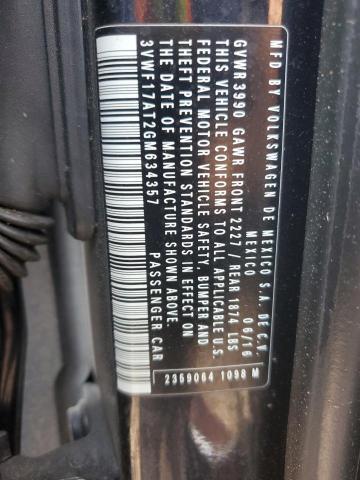 MFD BY VOLKSWAGEN DE MEXICO S.A. DE C.V.
MEXICO 06/16
GVWR3990 GAWR FRONT 2227 / REAR 1874 LBS
THIS VEHICLE CONFORMS TO ALL APPLICABLE U.S.
FEDERAL MOTOR VEHICLE SAFETY, BUMPER AND
THEFT PREVENTION STANDARDS IN EFFECT ON
THE DATE OF MANUFACTURE SHOWN ABOVE.
3VWF17AT2GM634357 PASSENGER CAR
2359064 1098 M